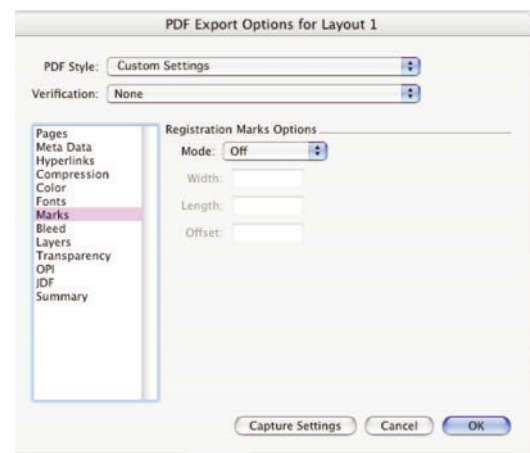 PDF Export Options for Layout 1
PDF Style: Custom Settings
Verification: None
Pages
Meta Data
Hyperlinks
Compression
Color
Fonts
Marks
Bleed
Layers
Transparency
OPI
JDF
Summary
Registration Marks Options
Mode: Off
Width:
Length:
Offset:
Capture Settings Cancel OK